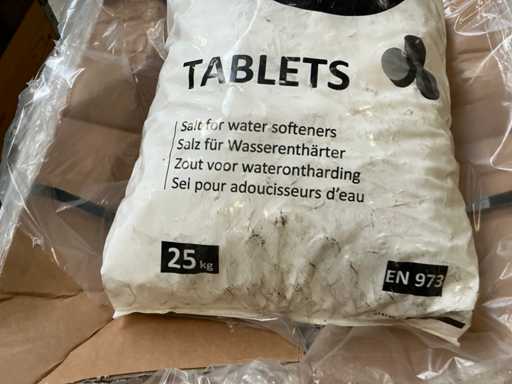 TABLETS
Salt for water softeners
Salz für Wasserenthärter
Zout voor waterontharding
Sel pour adoucisseurs d'eau
25 kg
EN 973